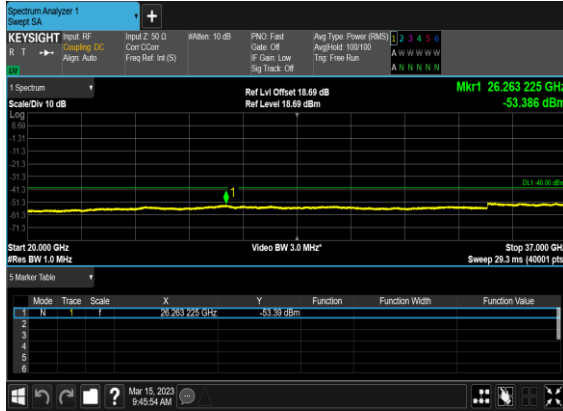 Spectrum Analyzer 1
Swept SA
+
KEYSIGHT Input: RF Input Z: 50 Ω #Atten: 10 dB PNO: Fast Avg Type: Power (RMS) 1 2 3 4 5 6
R T Coupling: DC Corr CCorr Gate: Off Avg|Hold: 100/100 A W W W W W
Align: Auto Freq Ref: Int (S) IF Gain: Low Trig: Free Run
Sig Track: Off A N N N N N
1 Spectrum Ref Lvl Offset 18.69 dB Mkr1 26.263 225 GHz
Scale/Div 10 dB Ref Level 18.69 dBm -53.386 dBm
Log
8.69
-1.31
-11.3
-21.3
-31.3
DL1 -40.00 dBm
-41.3
1
-51.3
-61.3
-71.3
Start 20.000 GHz Video BW 3.0 MHz* Stop 37.000 GHz
#Res BW 1.0 MHz Sweep 29.3 ms (40001 pts)
5 Marker Table
Mode Trace Scale X Y Function Function Width Function Value
1 N 1 f 26.263 225 GHz -53.39 dBm
2
3
4
5
6
? Mar 15, 2023
9:45:54 AM